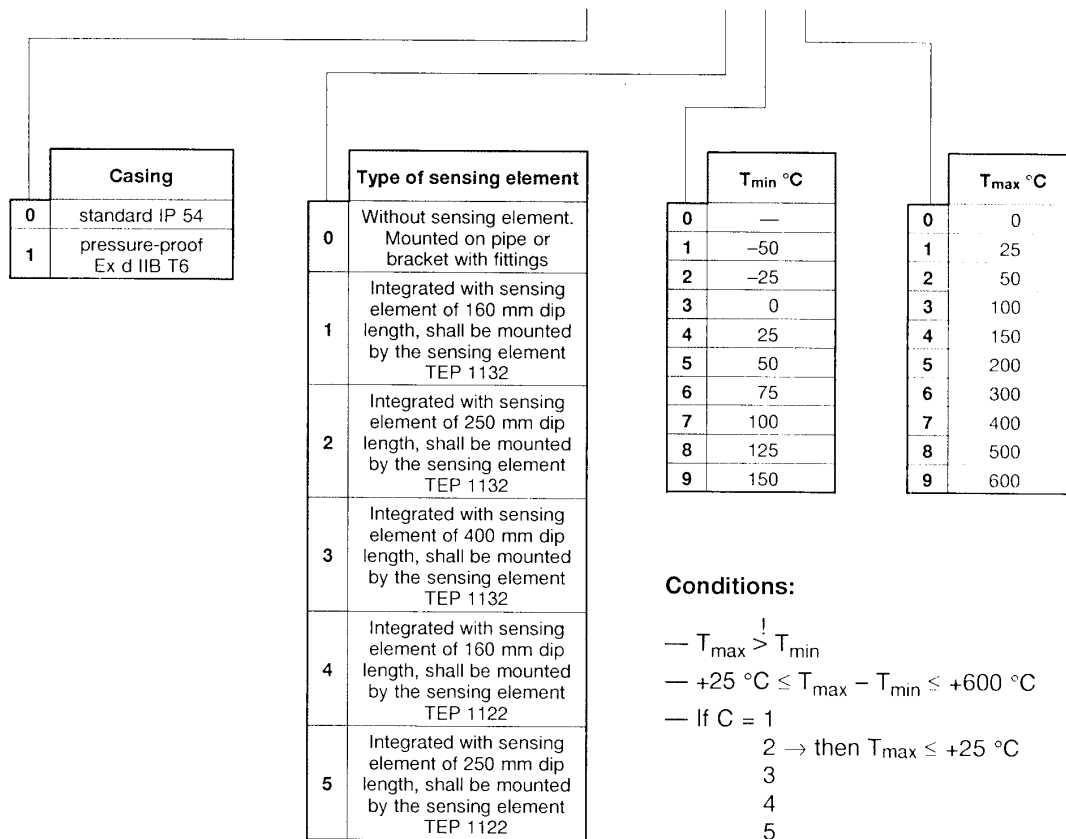 Casing
0 standard IP 54
1 pressure-proof
Ex d IIB T6
Type of sensing element
0 Without sensing element.
Mounted on pipe or
bracket with fittings
1 Integrated with sensing
element of 160 mm dip
length, shall be mounted
by the sensing element
TEP 1132
2 Integrated with sensing
element of 250 mm dip
length, shall be mounted
by the sensing element
TEP 1132
3 Integrated with sensing
element of 400 mm dip
length, shall be mounted
by the sensing element
TEP 1132
4 Integrated with sensing
element of 160 mm dip
length, shall be mounted
by the sensing element
TEP 1122
5 Integrated with sensing
element of 250 mm dip
length, shall be mounted
by the sensing element
TEP 1122
Tmin °C
0 —
1 –50
2 –25
3 0
4 25
5 50
6 75
7 100
8 125
9 150
Tmax °C
0 0
1 25
2 50
3 100
4 150
5 200
6 300
7 400
8 500
9 600
Conditions:
!
— Tmax > Tmin
— +25 °C ≤ Tmax – Tmin ≤ +600 °C
— If C = 1
2 → then Tmax ≤ +25 °C
3
4
5